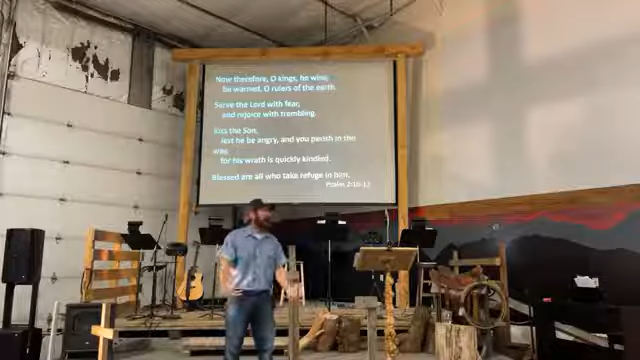 Now therefore, O kings, be wise;
be warned, O rulers of the earth.
Serve the Lord with fear,
and rejoice with trembling.
Kiss the Son,
lest he be angry, and you perish in the
way,
for his wrath is quickly kindled.
Blessed are all who take refuge in him.
Psalm 2:10-12